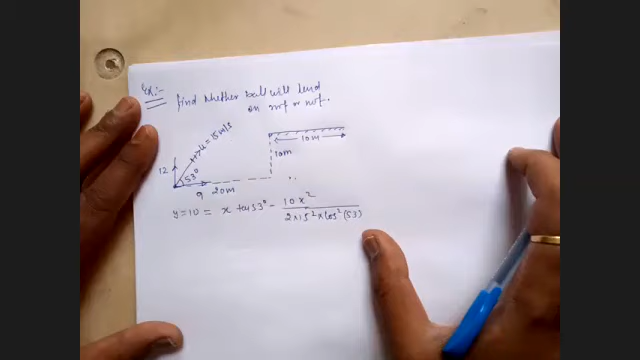 Ex:-
find whether ball will land
on roof or not.
u = 15 m/s
12
53°
9
20m
10m
10m
y = 10 = x tan 53° - 10 x² / 2×15²×cos²(53)